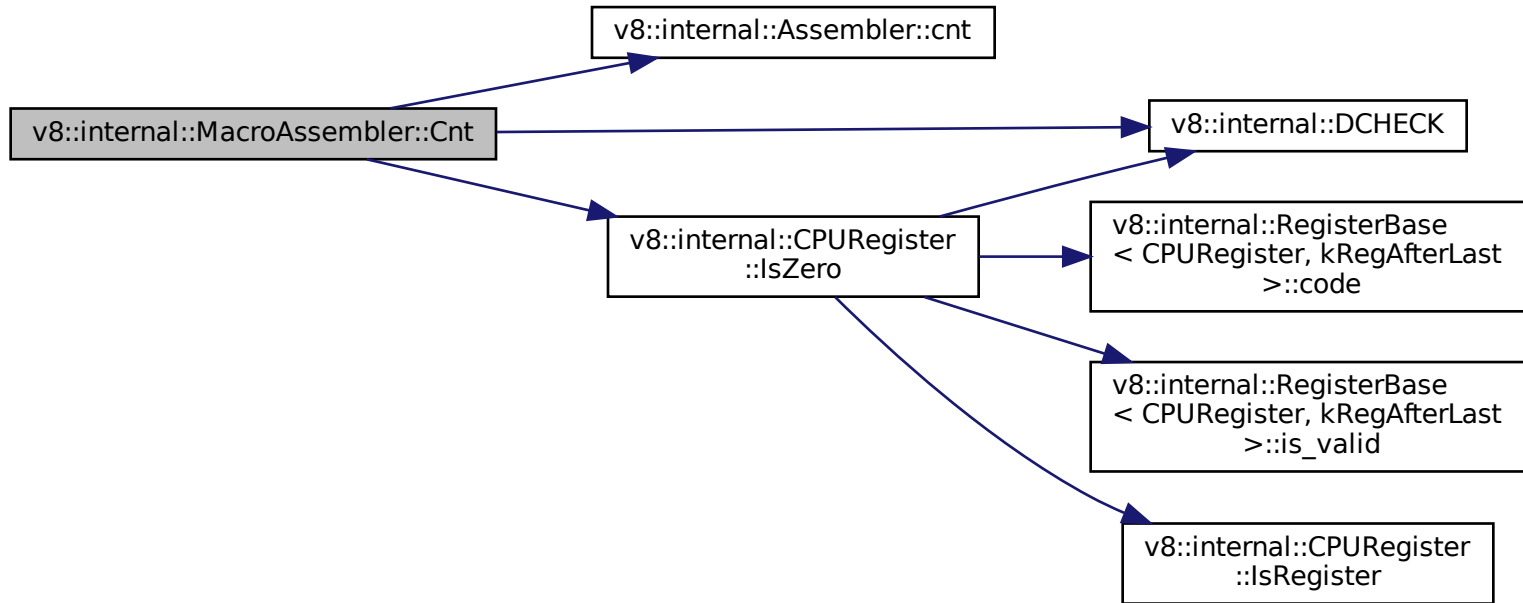 v8::internal::MacroAssembler::Cnt
v8::internal::Assembler::cnt
v8::internal::DCHECK
v8::internal::CPURegister
::IsZero
v8::internal::RegisterBase
< CPURegister, kRegAfterLast
>::code
v8::internal::RegisterBase
< CPURegister, kRegAfterLast
>::is_valid
v8::internal::CPURegister
::IsRegister